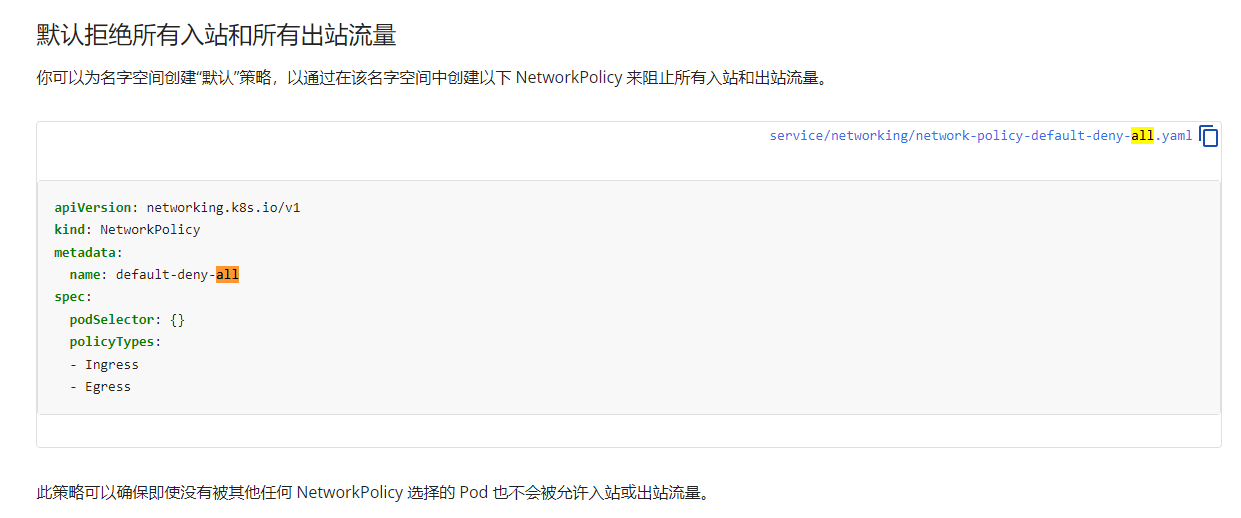 默认拒绝所有入站和所有出站流量
你可以为名字空间创建“默认”策略，以通过在该名字空间中创建以下 NetworkPolicy 来阻止所有入站和出站流量。
service/networking/network-policy-default-deny-all.yaml
apiVersion: networking.k8s.io/v1
kind: NetworkPolicy
metadata:
  name: default-deny-all
spec:
  podSelector: {}
  policyTypes:
  - Ingress
  - Egress
此策略可以确保即使没有被其他任何 NetworkPolicy 选择的 Pod 也不会被允许入站或出站流量。